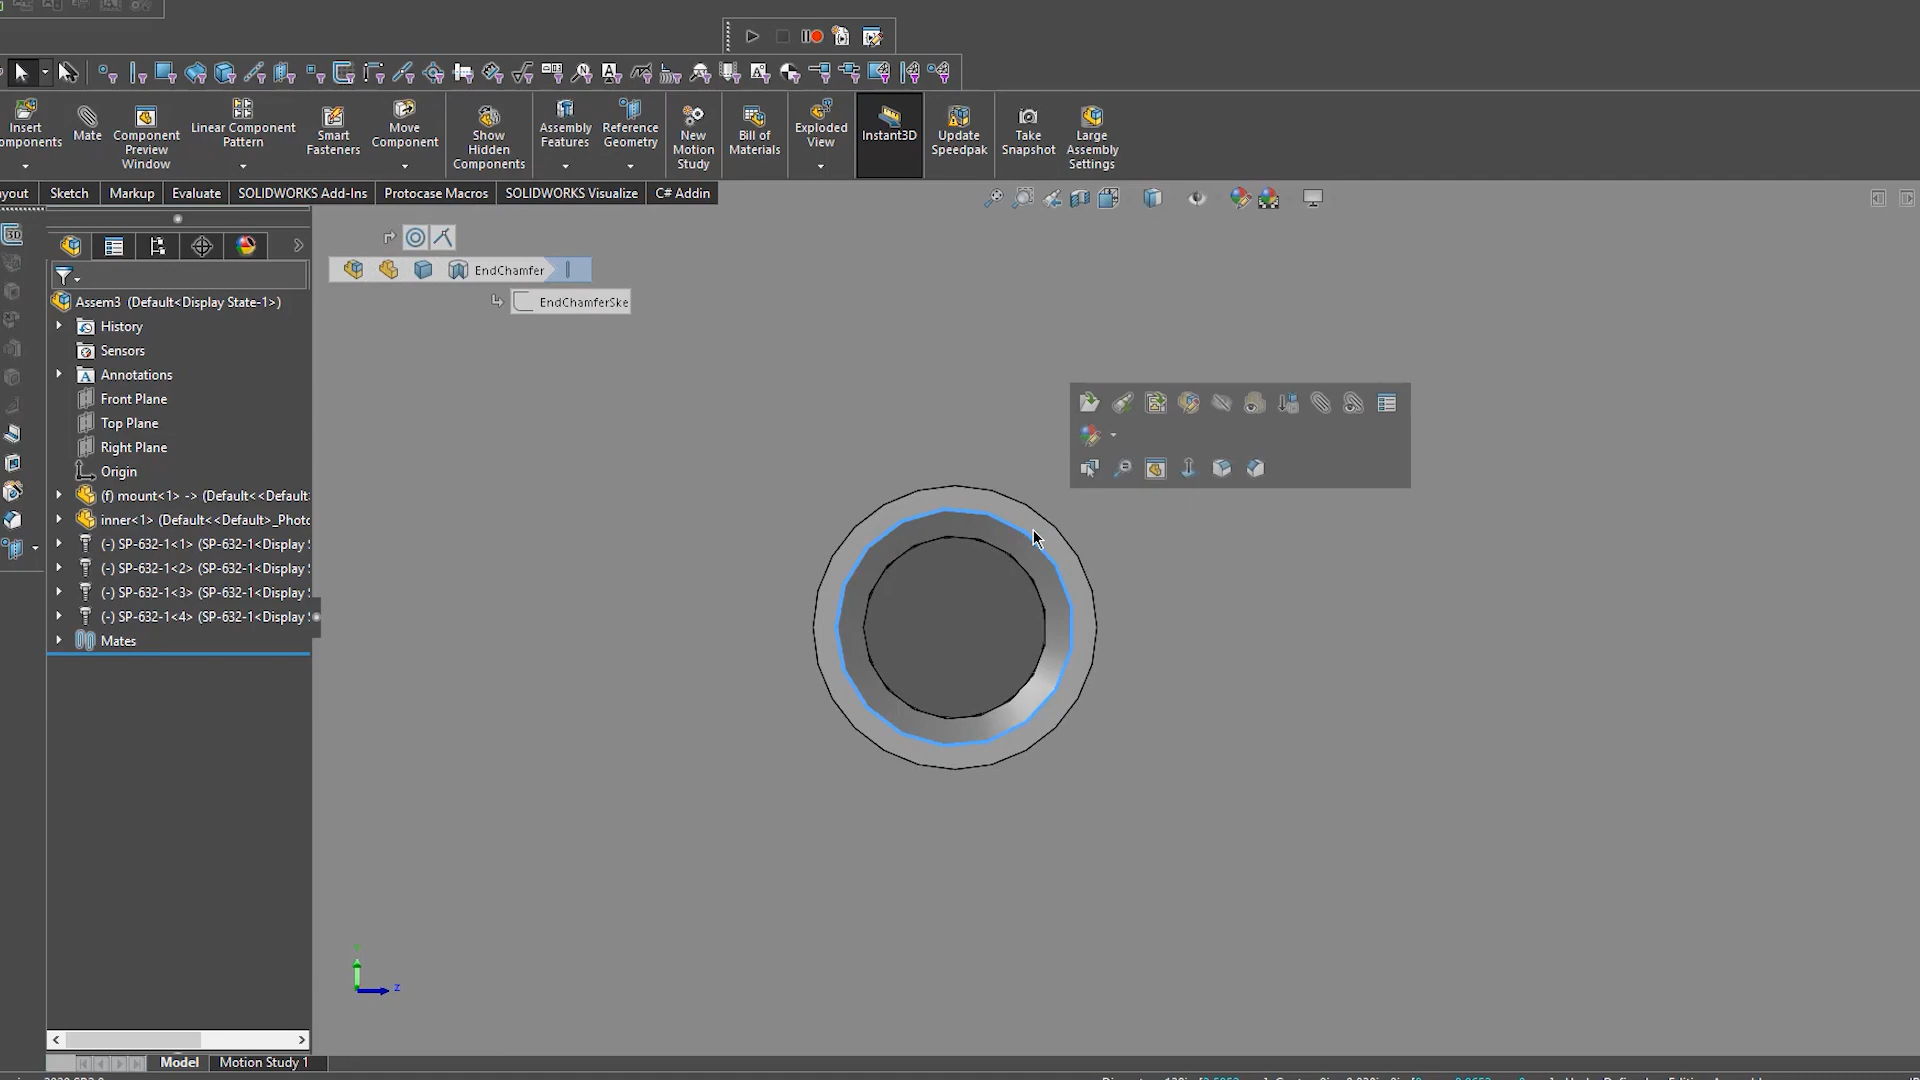 Insert
omponents
Mate
Component
Preview
Window
Linear Component
Pattern
Smart
Fasteners
Move
Component
Show
Hidden
Components
Assembly
Features
Reference
Geometry
New
Motion
Study
Bill of
Materials
Exploded
View
Instant3D
Update
Speedpak
Take
Snapshot
Large
Assembly
Settings
yout
Sketch
Markup
Evaluate
SOLIDWORKS Add-Ins
Protocase Macros
SOLIDWORKS Visualize
C# Addin
EndChamfer
EndChamferSke
Assem3 (Default<Display State-1>)
History
Sensors
Annotations
Front Plane
Top Plane
Right Plane
Origin
(f) mount<1> -> (Default<<Default
inner<1> (Default<<Default>_Photo
(-) SP-632-1<1> (SP-632-1<Display
(-) SP-632-1<2> (SP-632-1<Display
(-) SP-632-1<3> (SP-632-1<Display
(-) SP-632-1<4> (SP-632-1<Display
Mates
Y
Z
Model
Motion Study 1